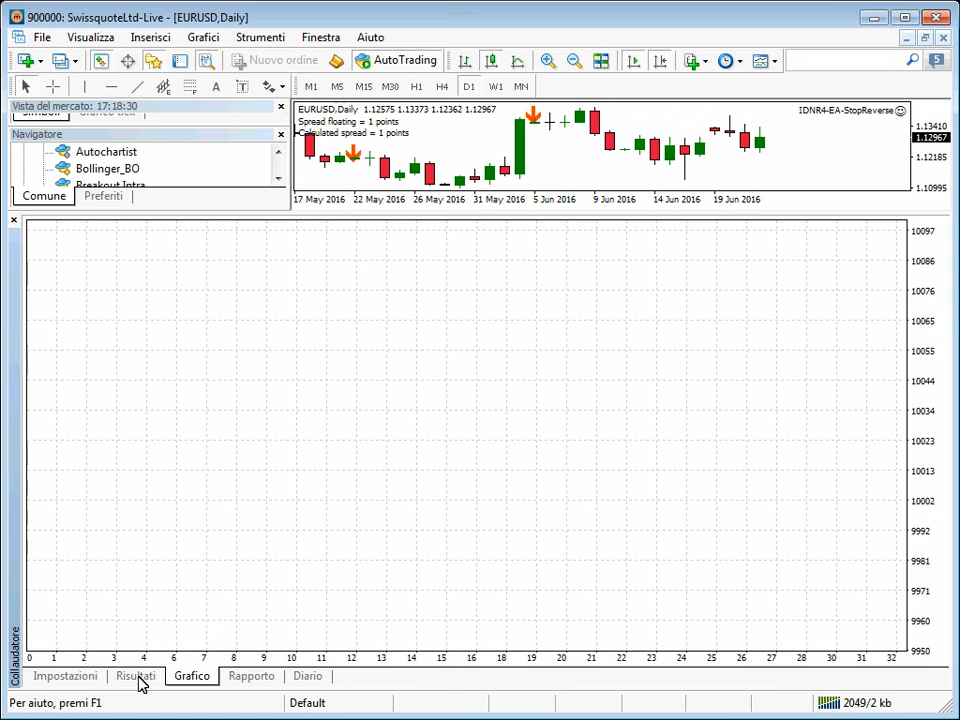 900000: SwissquoteLtd-Live - [EURUSD,Daily]
File Visualizza Inserisci Grafici Strumenti Finestra Aiuto
Nuovo ordine AutoTrading 5
A T M1 M5 M15 M30 H1 H4 D1 W1 MN
Vista del mercato: 17:18:30
Simboli Grafico tick
Navigatore
Autochartist
Bollinger_BO
Breakout Intra
Comune Preferiti
EURUSD,Daily 1.12575 1.13373 1.12362 1.12967
IDNR4-EA-StopReverse
Spread floating = 1 points
Calculated spread = 1 points
1.13410
1.12967
1.12185
1.10995
17 May 2016 22 May 2016 26 May 2016 31 May 2016 5 Jun 2016 9 Jun 2016 14 Jun 2016 19 Jun 2016
10097
10086
10076
10065
10055
10044
10034
10023
10013
10002
9992
9981
9971
9960
9950
0 1 2 3 4 6 7 8 9 10 11 12 13 14 15 16 17 18 19 20 21 22 23 24 25 26 27 28 29 30 31 32
Collaudatore
Impostazioni Risultati Grafico Rapporto Diario
Per aiuto, premi F1 Default 2049/2 kb